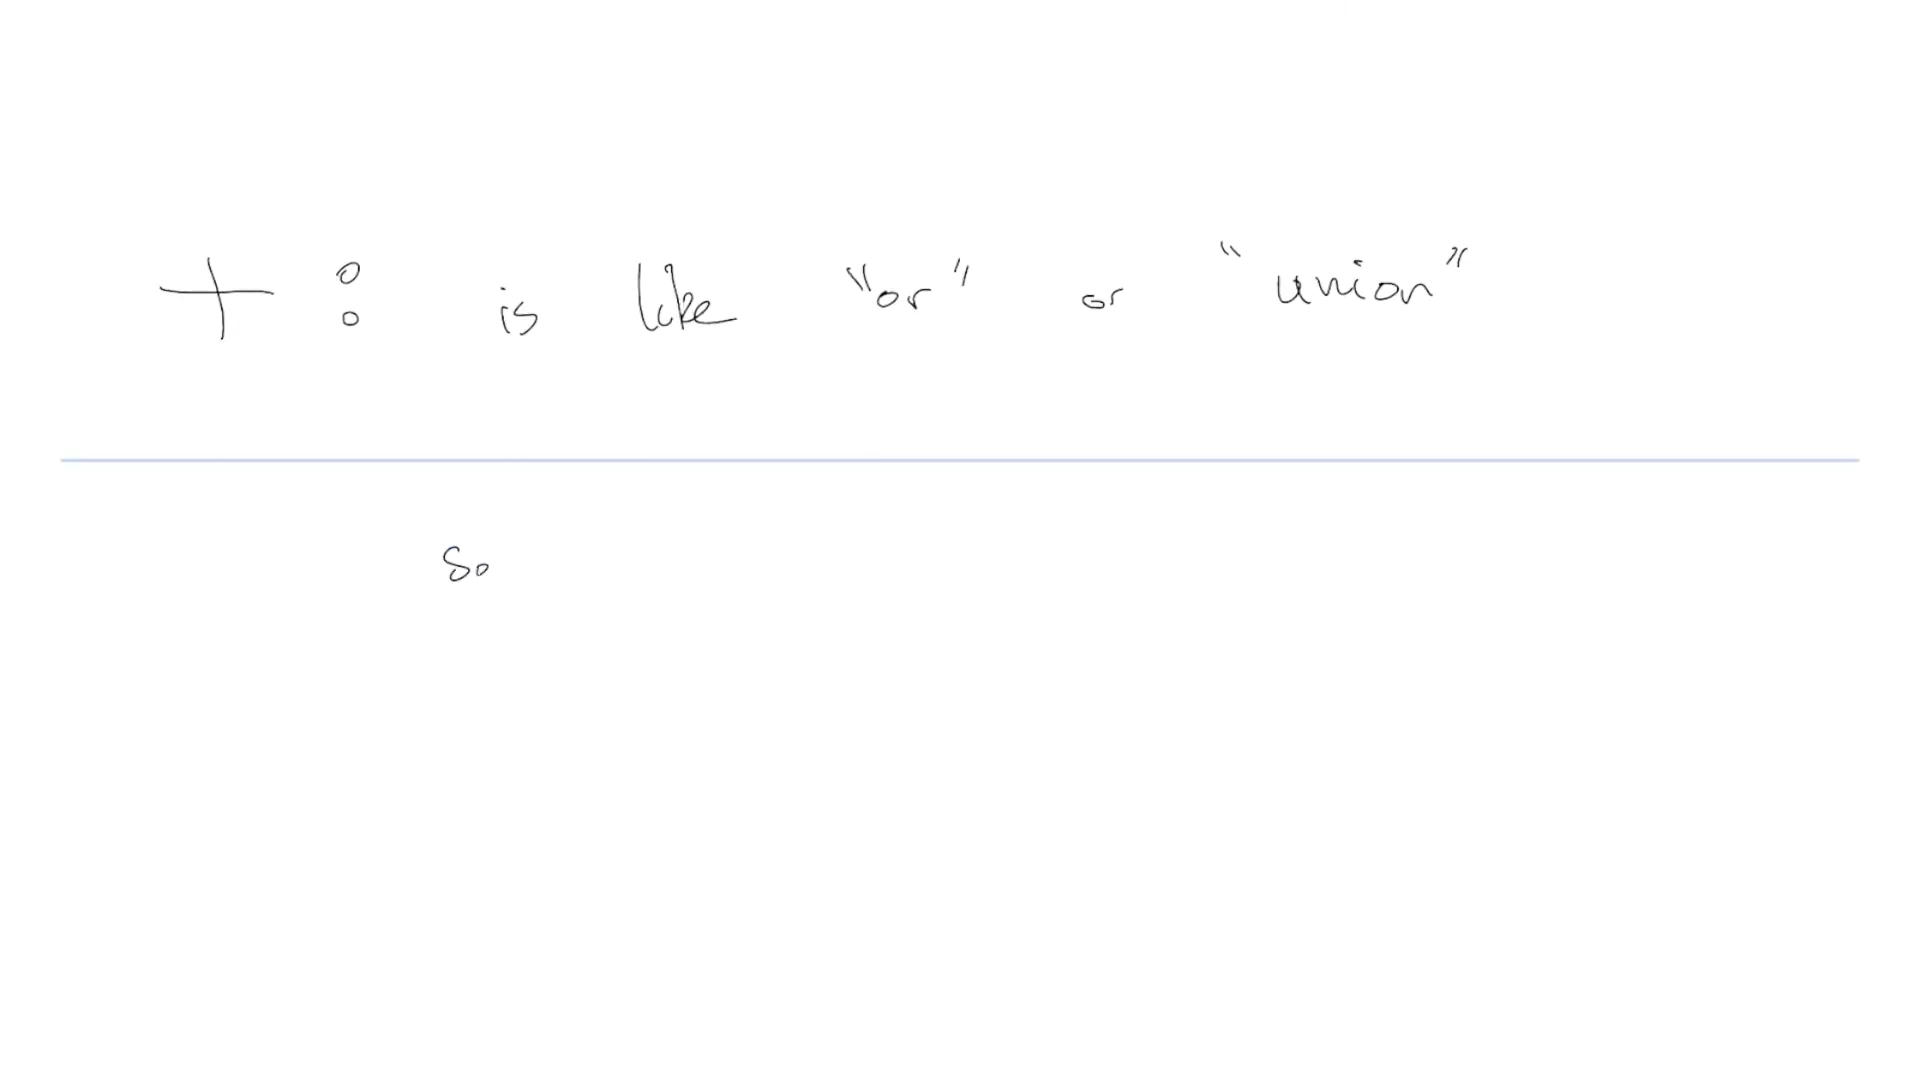 + : is like "or" or "union"
So